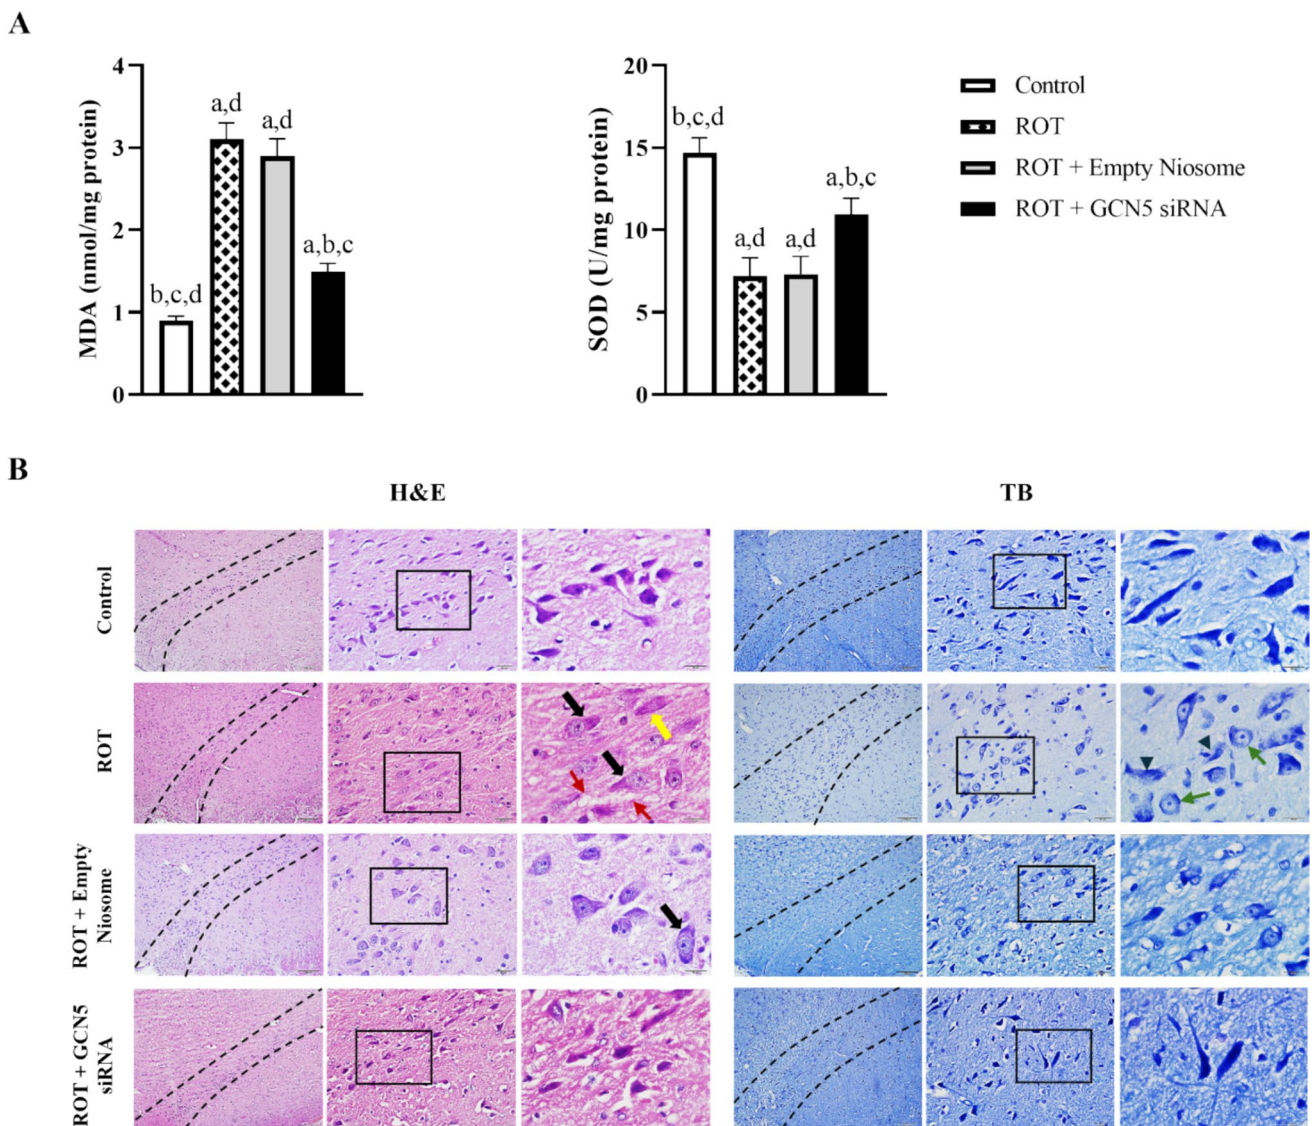 A
MDA (nmol/mg protein)
4
3
2
1
0
b,c,d
a,d
a,d
a,b,c
SOD (U/mg protein)
20
15
10
5
0
b,c,d
a,d
a,d
a,b,c
Control
ROT
ROT + Empty Niosome
ROT + GCN5 siRNA
B
H&E
TB
Control
ROT
ROT + Empty
Niosome
ROT + GCN5
siRNA